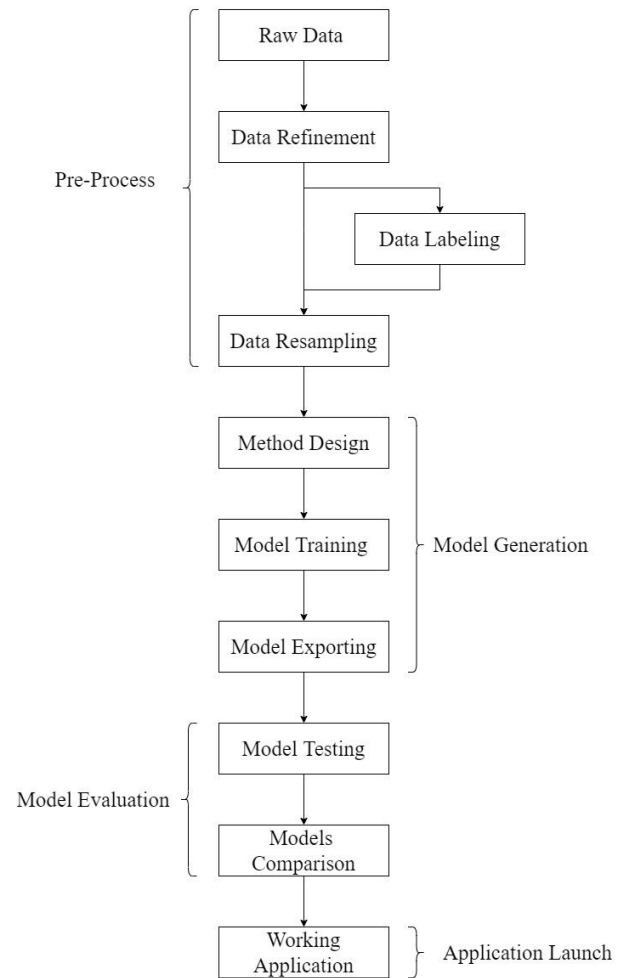 Raw Data
Data Refinement
Pre-Process
Data Labeling
Data Resampling
Method Design
Model Training
Model Generation
Model Exporting
Model Testing
Model Evaluation
Models
Comparison
Working
Application
Application Launch